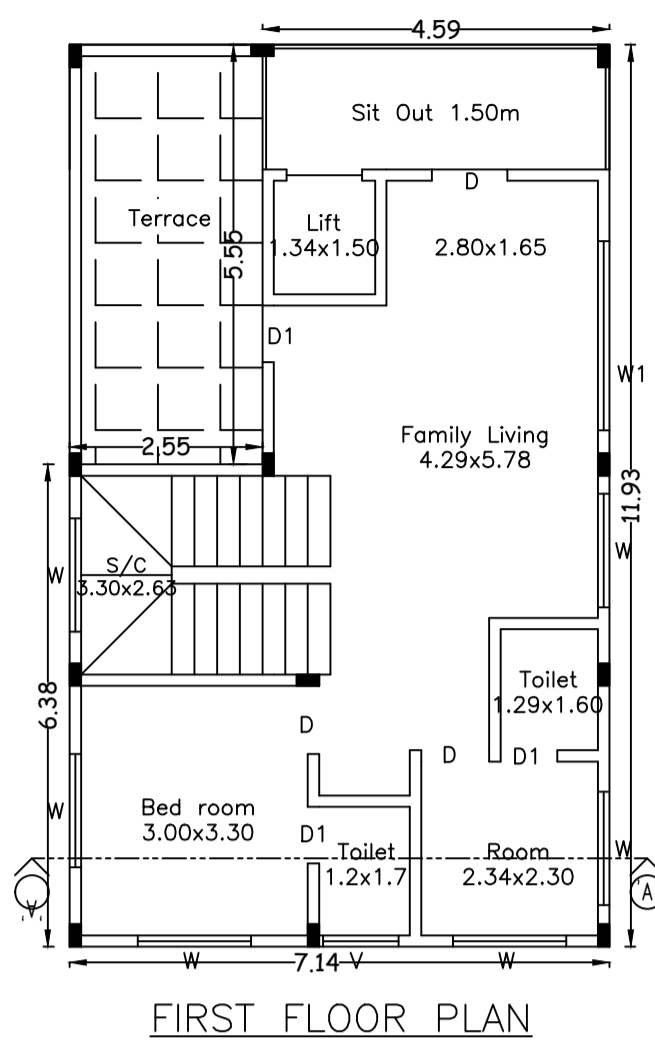 4.59
Sit Out 1.50m
D
Terrace
Lift
1.34x1.50
2.80x1.65
5.55
D1
W1
2.55
Family Living
4.29x5.78
11.93
W
S/C
3.30x2.63
W
6.38
Toilet
1.29x1.60
D
D
D1
Bed room
3.00x3.30
W
D1
Toilet
1.2x1.7
Room
2.34x2.30
W
A
A
W
7.14
V
W
FIRST FLOOR PLAN